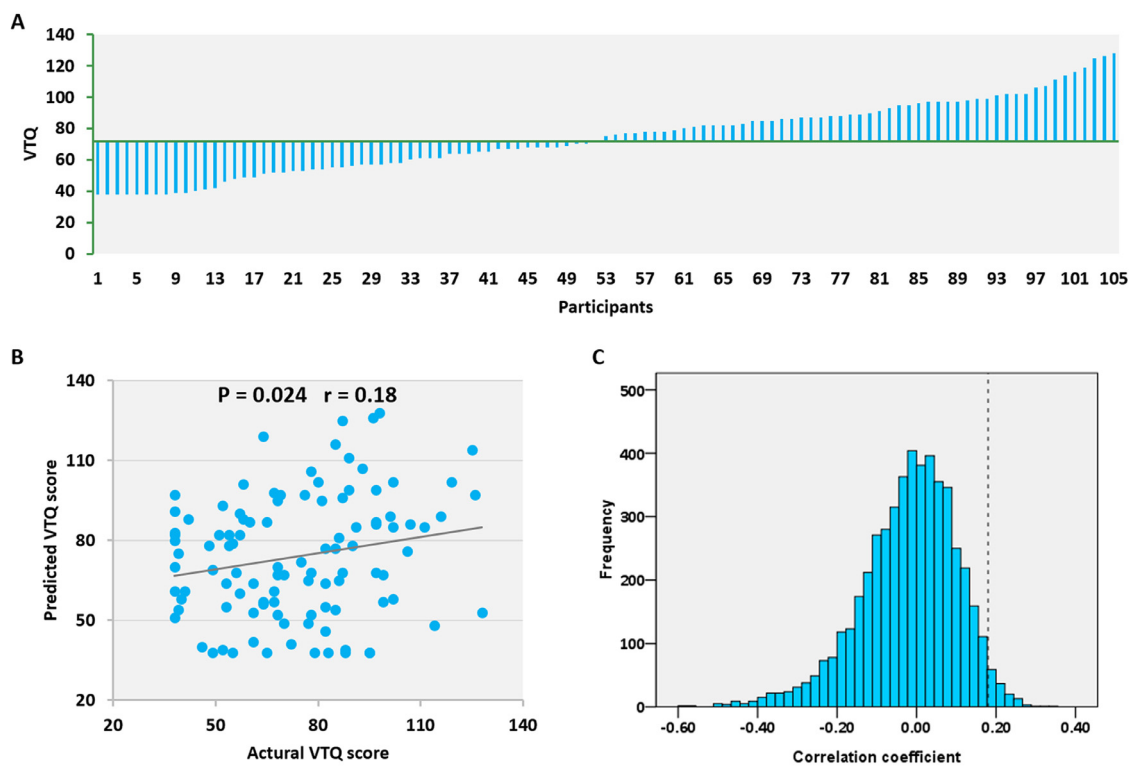 A
140
120
100
80
60
40
20
0
VTQ
1 5 9 13 17 21 25 29 33 37 41 45 49 53 57 61 65 69 73 77 81 85 89 93 97 101 105
Participants
B
P = 0.024 r = 0.18
140
110
80
50
20
Predicted VTQ score
20 50 80 110 140
Actural VTQ score
C
500
400
300
200
100
0
Frequency
-0.60 -0.40 -0.20 0.00 0.20 0.40
Correlation coefficient